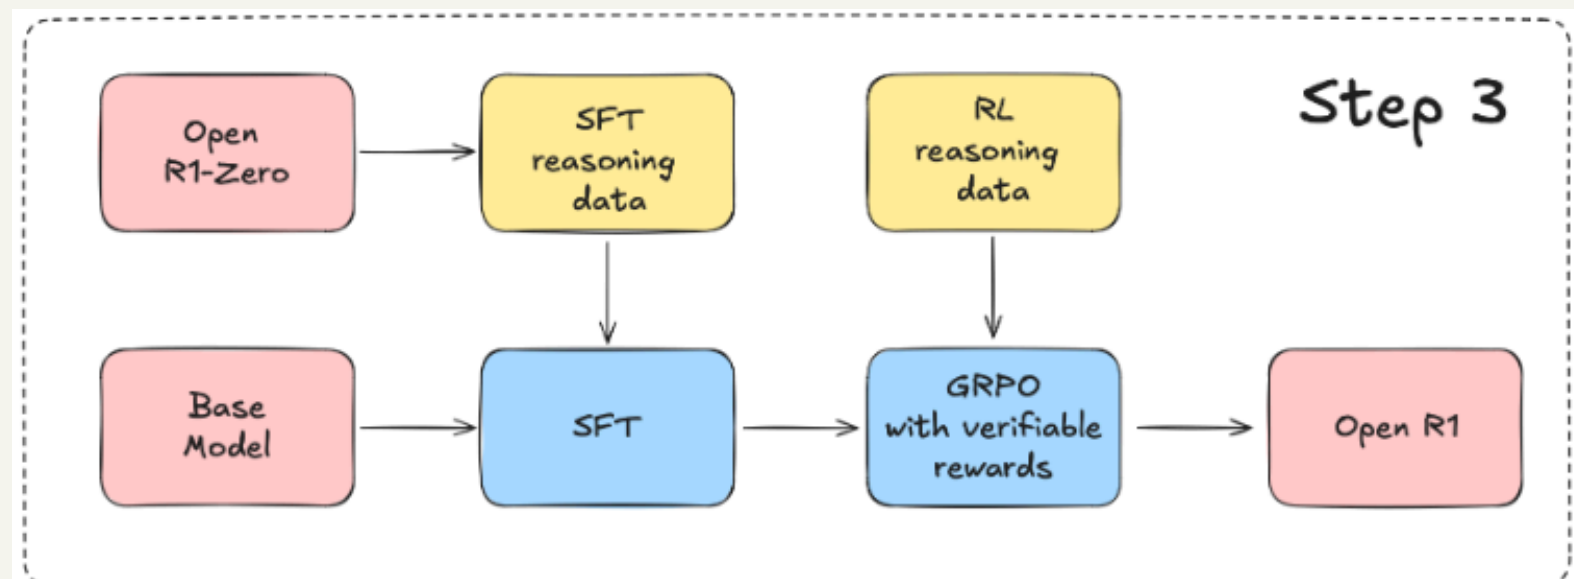 Open
R1-Zero
SFT
reasoning
data
RL
reasoning
data
Step 3
Base
Model
SFT
GRPO
with verifiable
rewards
Open R1